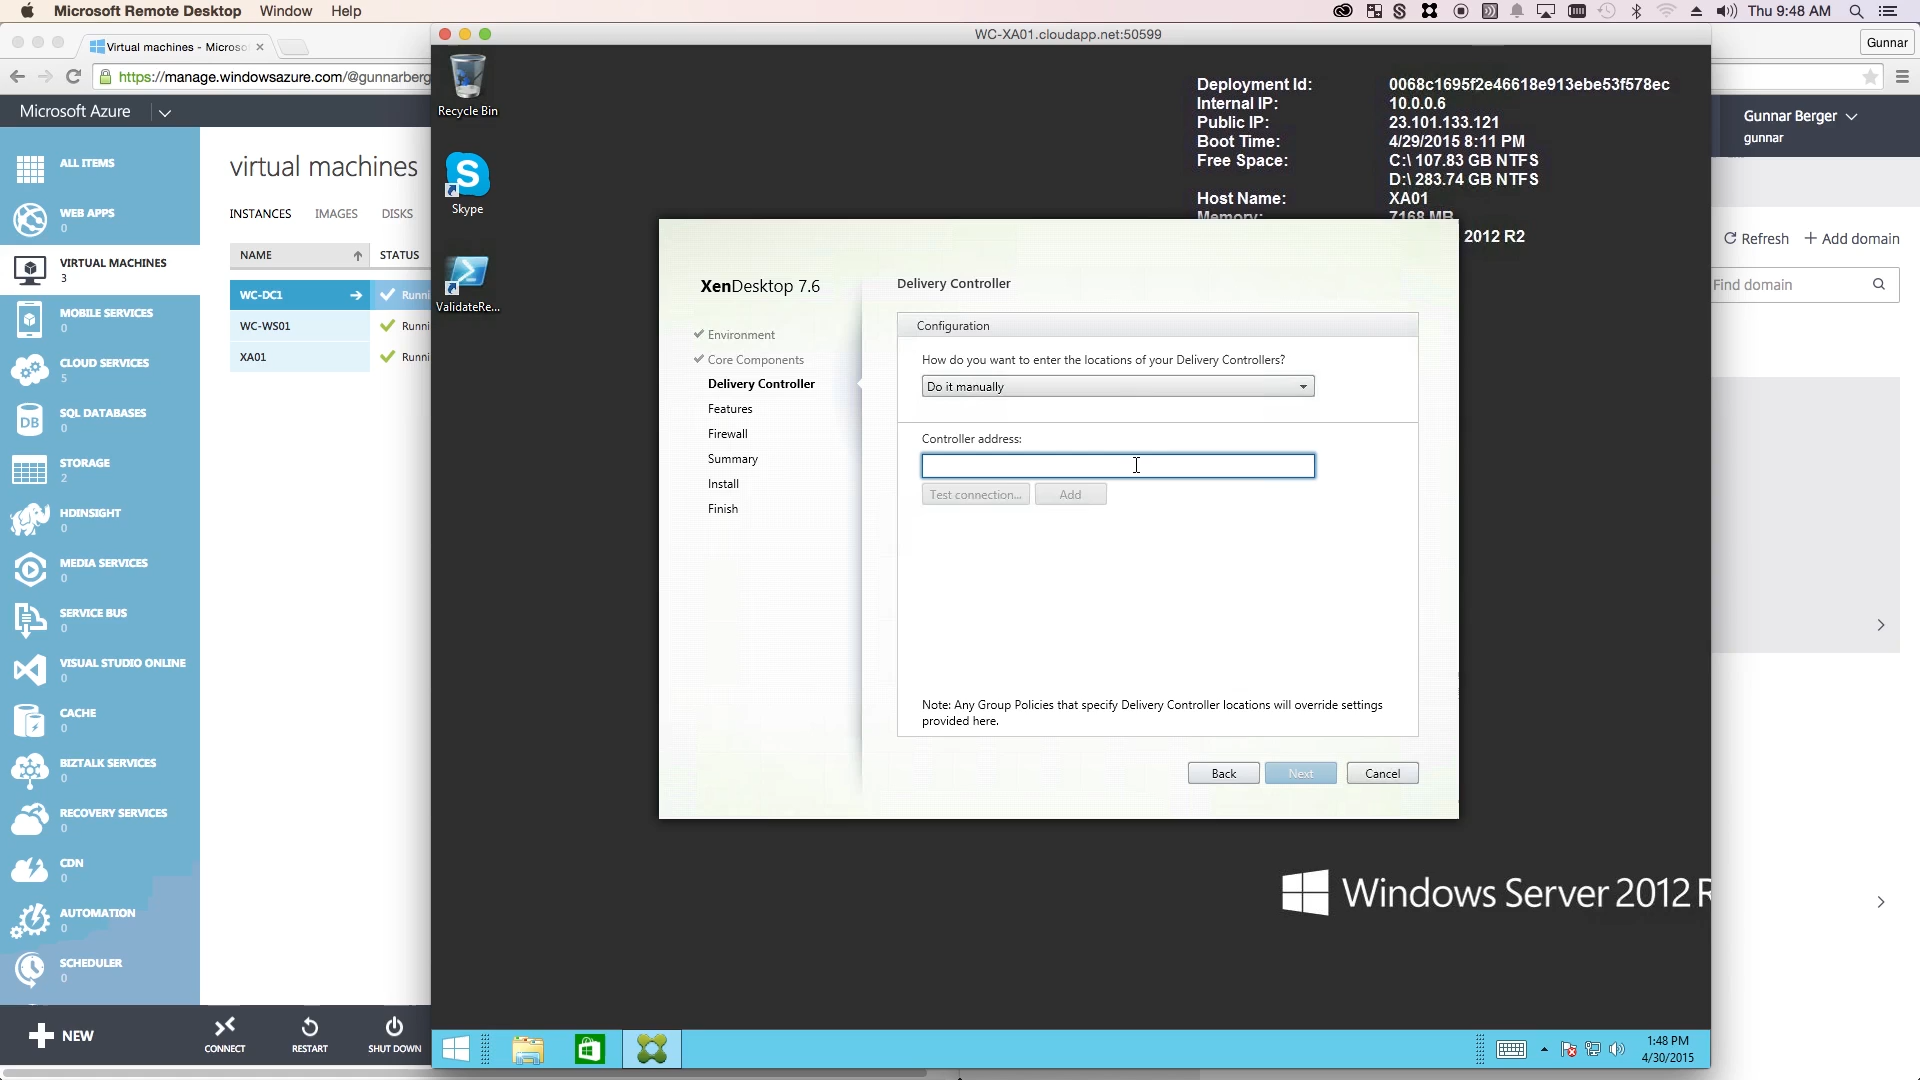 Microsoft Remote Desktop Window Help
Thu 9:48 AM
Virtual machines - Microso
WC-XA01.cloudapp.net:50599
Gunnar
https://manage.windowsazure.com/@gunnarberg
Microsoft Azure
Gunnar Berger
gunnar
ALL ITEMS
WEB APPS
0
VIRTUAL MACHINES
3
MOBILE SERVICES
0
CLOUD SERVICES
5
DB
SQL DATABASES
0
STORAGE
2
HDINSIGHT
0
MEDIA SERVICES
0
SERVICE BUS
0
VISUAL STUDIO ONLINE
0
CACHE
0
BIZTALK SERVICES
0
RECOVERY SERVICES
0
CDN
0
AUTOMATION
0
SCHEDULER
0
NEW
CONNECT
RESTART
SHUT DOWN
virtual machines
INSTANCES IMAGES DISKS
NAME STATUS
WC-DC1 Runni
WC-WS01 Runni
XA01 Runni
Recycle Bin
Skype
ValidateRe...
Deployment Id: 0068c1695f2e46618e913ebe53f578ec
Internal IP: 10.0.0.6
Public IP: 23.101.133.121
Boot Time: 4/29/2015 8:11 PM
Free Space: C:\ 107.83 GB NTFS
D:\ 283.74 GB NTFS
Host Name: XA01
Memory: 7168 MB
2012 R2
Refresh Add domain
Find domain
XenDesktop 7.6
Environment
Core Components
Delivery Controller
Features
Firewall
Summary
Install
Finish
Delivery Controller
Configuration
How do you want to enter the locations of your Delivery Controllers?
Do it manually
Controller address:
Test connection... Add
Note: Any Group Policies that specify Delivery Controller locations will override settings
provided here.
Back Next Cancel
Windows Server 2012 R
1:48 PM
4/30/2015